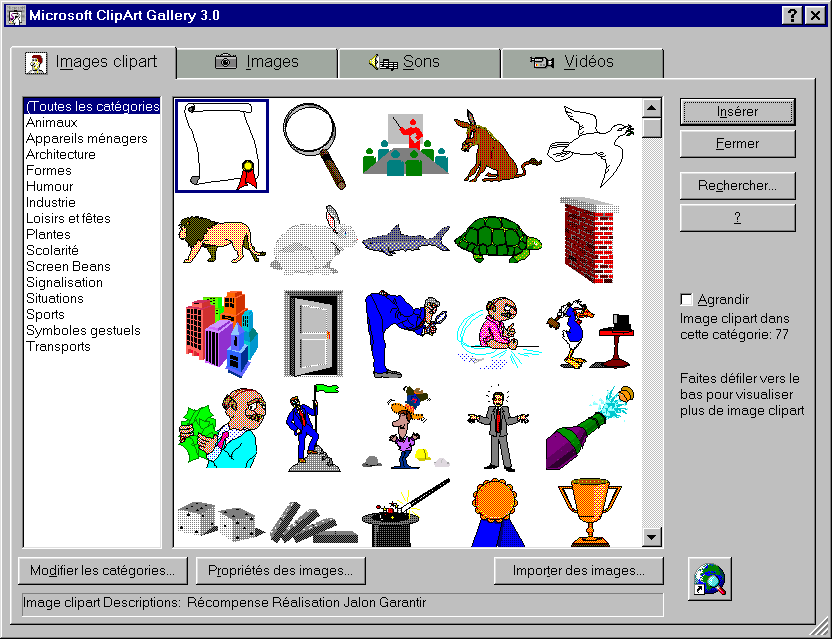 Microsoft ClipArt Gallery 3.0
Images clipart
Images
Sons
Vidéos
(Toutes les catégories
Animaux
Appareils ménagers
Architecture
Formes
Humour
Industrie
Loisirs et fêtes
Plantes
Scolarité
Screen Beans
Signalisation
Situations
Sports
Symboles gestuels
Transports
Insérer
Fermer
Rechercher...
?
Agrandir
Image clipart dans
cette catégorie: 77
Faites défiler vers le
bas pour visualiser
plus de image clipart
Modifier les catégories...
Propriétés des images...
Importer des images...
Image clipart Descriptions: Récompense Réalisation Jalon Garantir